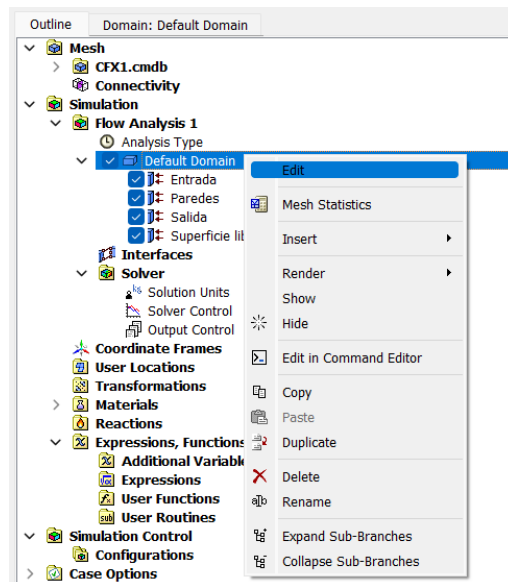 Outline Domain: Default Domain
Mesh
CFX1.cmdb
Connectivity
Simulation
Flow Analysis 1
Analysis Type
Default Domain
Entrada
Paredes
Salida
Superficie lib
Interfaces
Solver
Solution Units
Solver Control
Output Control
Coordinate Frames
User Locations
Transformations
Materials
Reactions
Expressions, Functions
Additional Variable
Expressions
User Functions
User Routines
Simulation Control
Configurations
Case Options
Edit
Mesh Statistics
Insert
Render
Show
Hide
Edit in Command Editor
Copy
Paste
Duplicate
Delete
Rename
Expand Sub-Branches
Collapse Sub-Branches